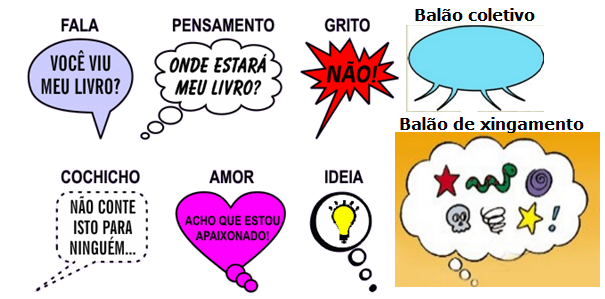 FALA
VOCÊ VIU
MEU LIVRO?
PENSAMENTO
ONDE ESTARÁ
MEU LIVRO?
GRITO
NÃO!
Balão coletivo
COCHICHO
NÃO CONTE
ISTO PARA
NINGUÉM...
AMOR
ACHO QUE ESTOU
APAIXONADO!
IDEIA
Balão de xingamento
!